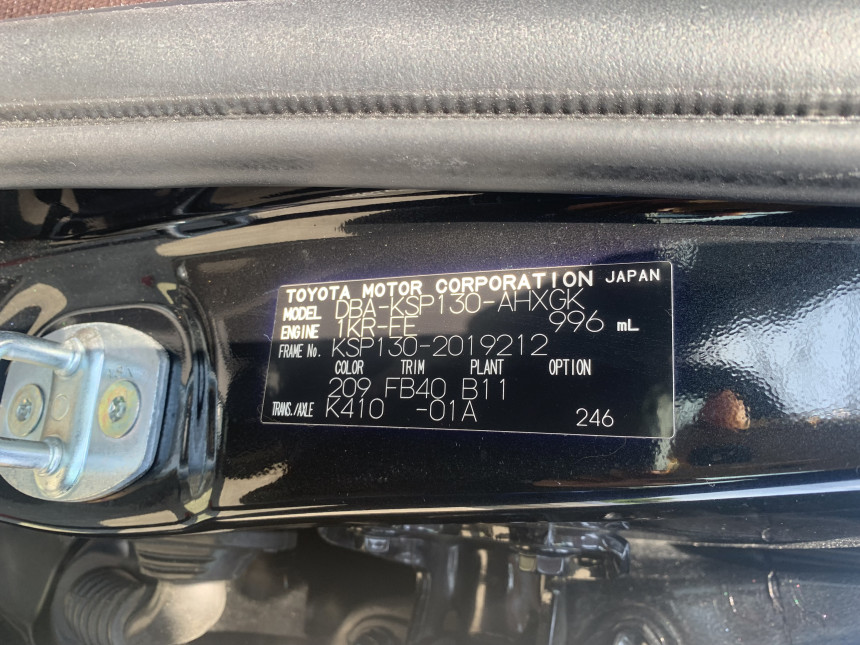 TOYOTA MOTOR CORPORATION JAPAN
MODEL DBA-KSP130-AHXGK
ENGINE 1KR-FE 996 mL
FRAME No. KSP130-2019212
COLOR TRIM PLANT OPTION
209 FB40 B11
TRANS./AXLE K410 -01A 246